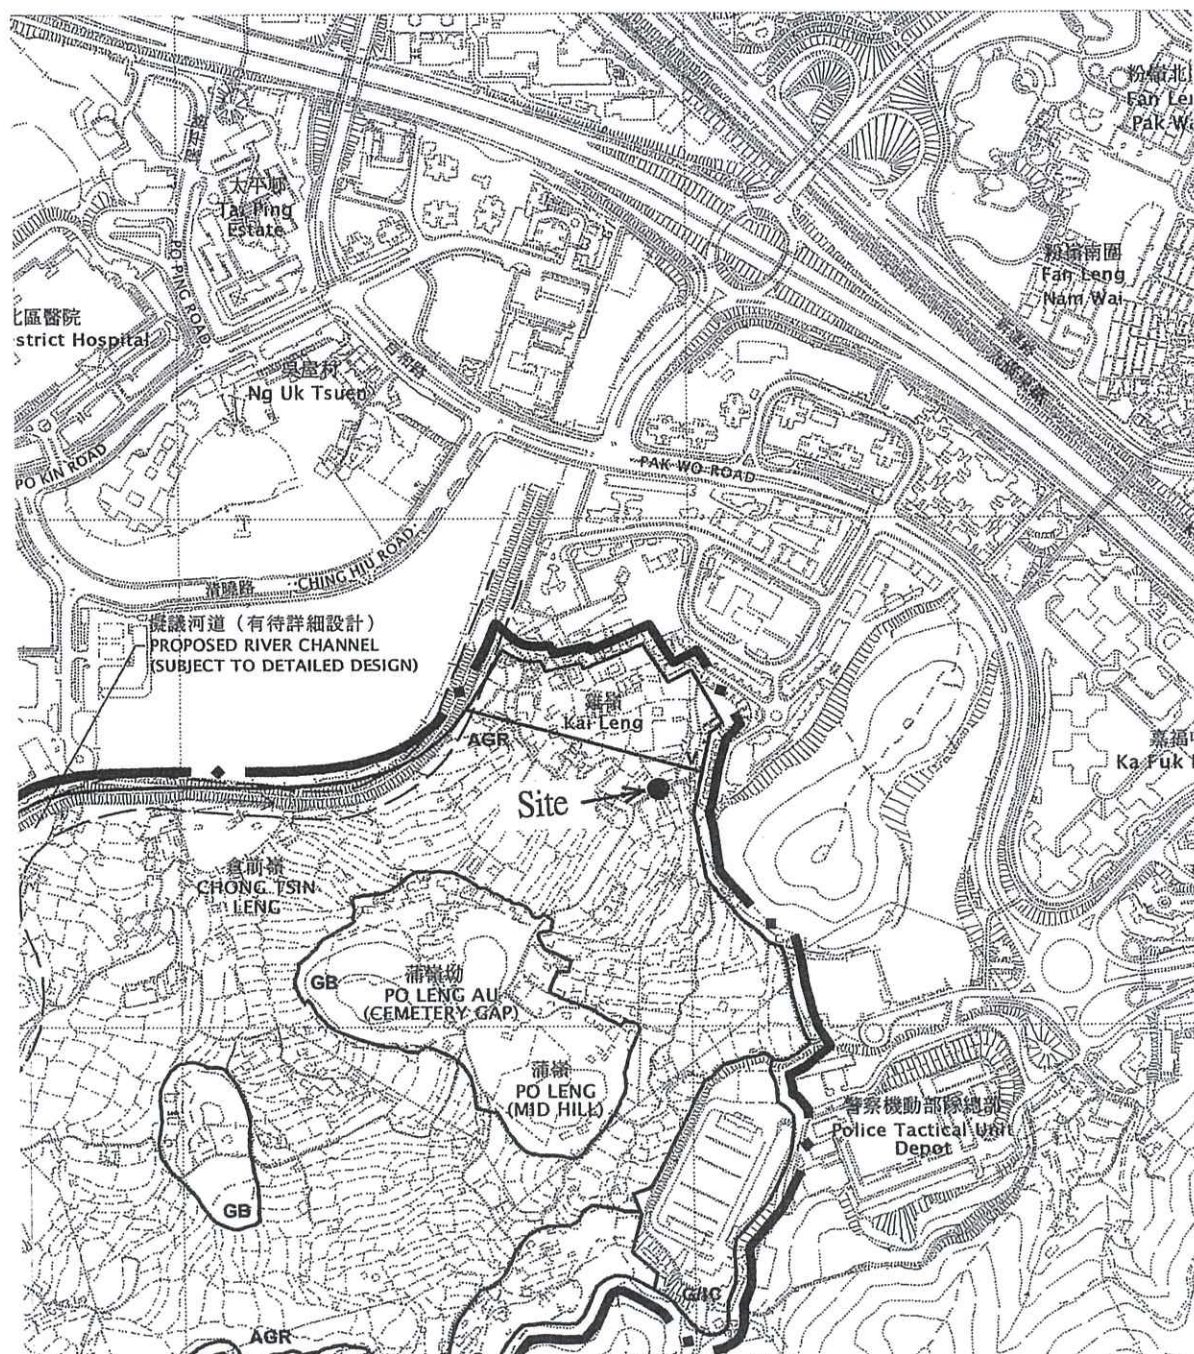 粉嶺北
Fan Le
Pak W
太平邨
Tai Ping
Estate
PO PING ROAD
粉嶺南圍
Fan Leng
Nam Wai
北區醫院
strict Hospital
吳屋村
Ng Uk Tsuen
百和路
PO KIN ROAD
PAK WO ROAD
清曉路
CHING HIU ROAD
擬議河道（有待詳細設計）
PROPOSED RIVER CHANNEL
(SUBJECT TO DETAILED DESIGN)
雞嶺
Kai Leng
AGR
V
嘉福
Ka Fuk
Site
倉前嶺
CHONG TSIN
LENG
GB
蒲嶺坳
PO LENG AU
(CEMETERY GAP)
蒲嶺
PO LENG
(MID HILL)
警察機動部隊總部
Police Tactical Unit
Depot
GB
G/IC
AGR